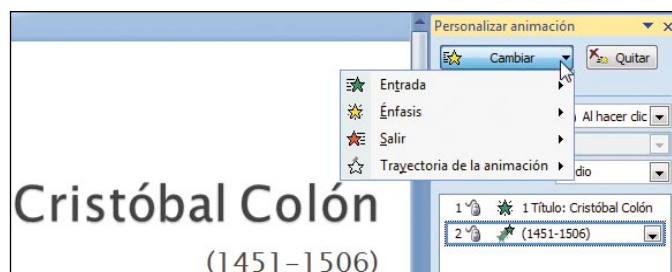 Personalizar animación
Cambiar
Quitar
Entrada
Énfasis
Al hacer clic
Salir
Trayectoria de la animación
dio
Cristóbal Colón
(1451-1506)
1 1 Título: Cristóbal Colón
2 (1451-1506)